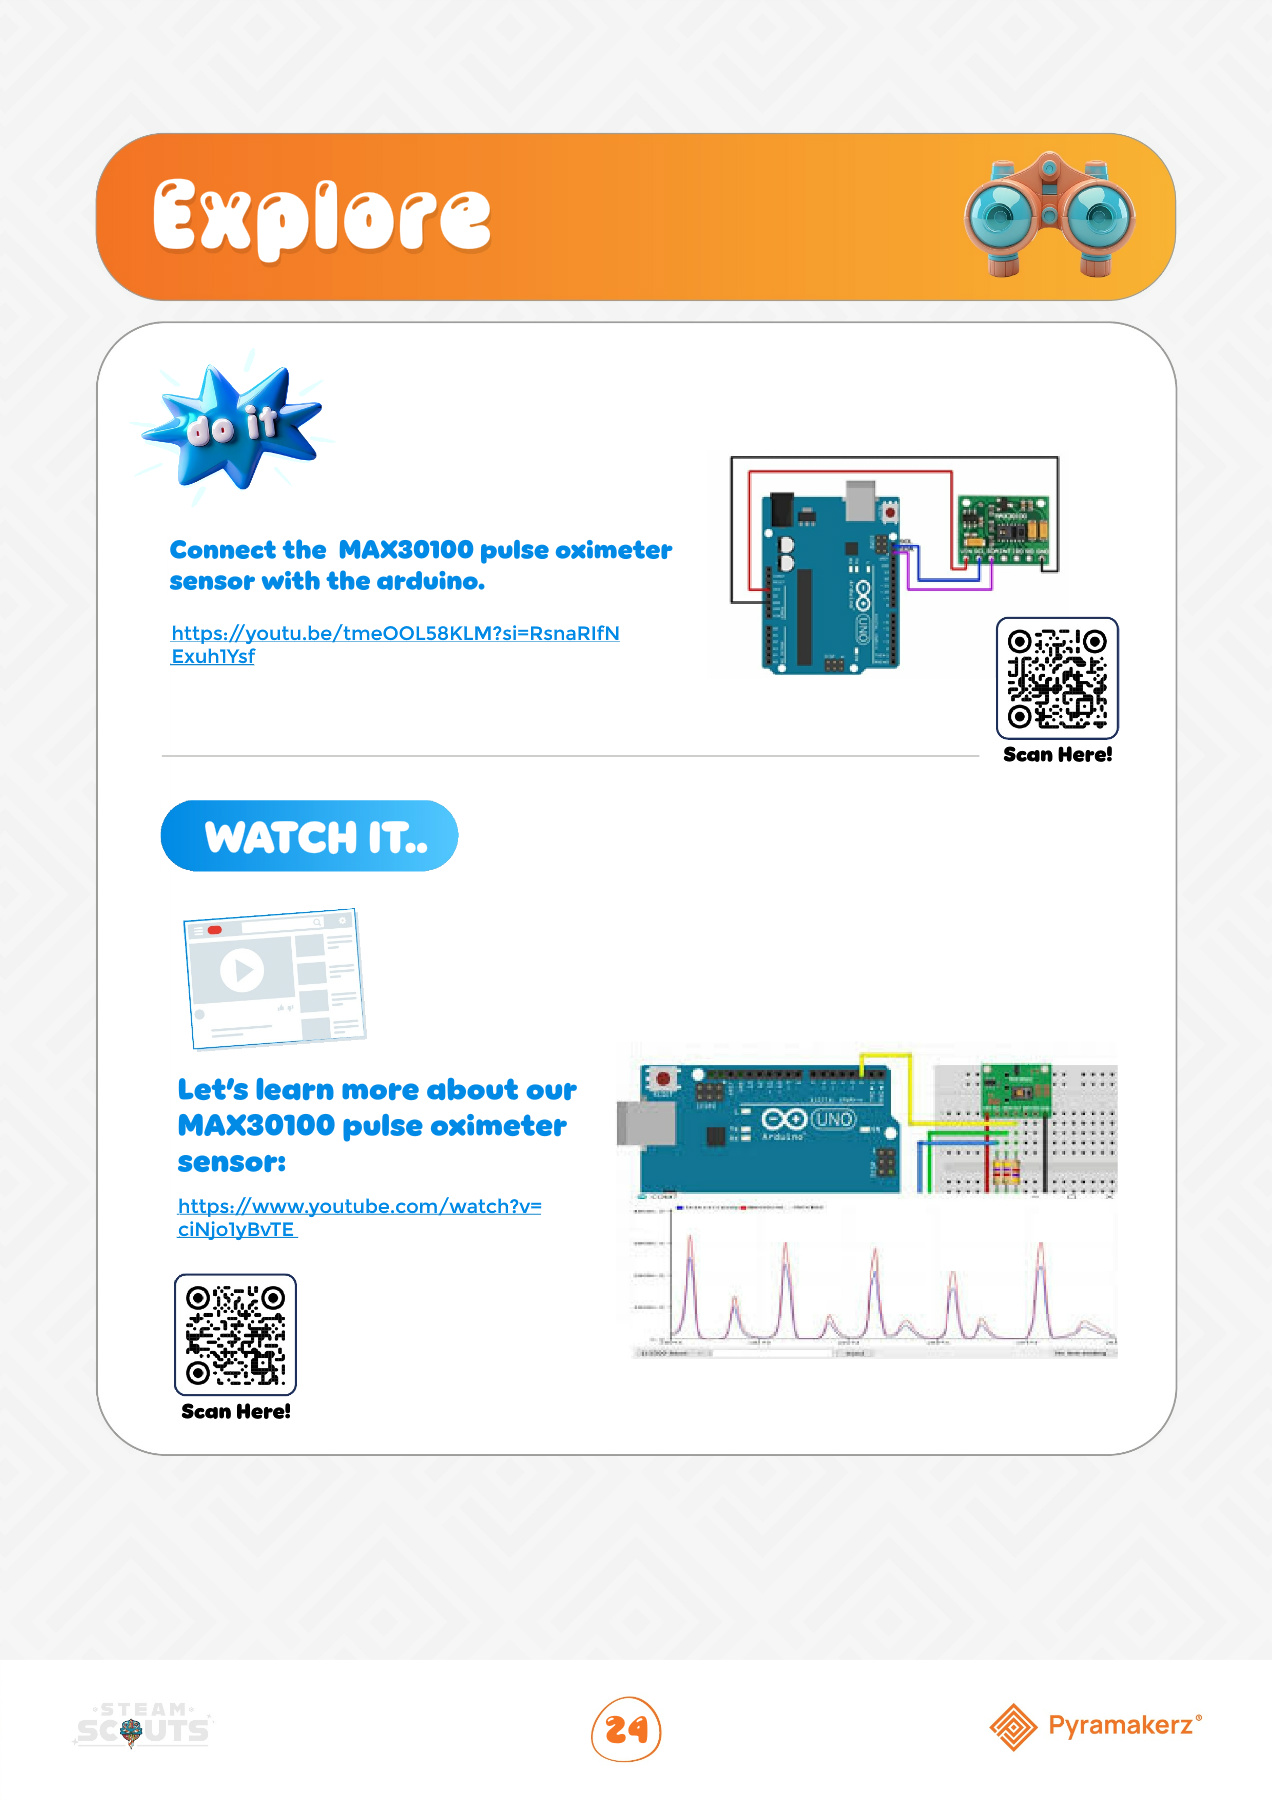 Explore
do it
Connect the MAX30100 pulse oximeter
sensor with the arduino.
https://youtu.be/tmeOOL58KLM?si=RsnaRIfN
Exuh1Ysf
Scan Here!
WATCH IT..
Let's learn more about our
MAX30100 pulse oximeter
sensor:
https://www.youtube.com/watch?v=
ciNjo1yBvTE
UNO
Arduino
Scan Here!
STEAM
SCOUTS
24
Pyramakerz®